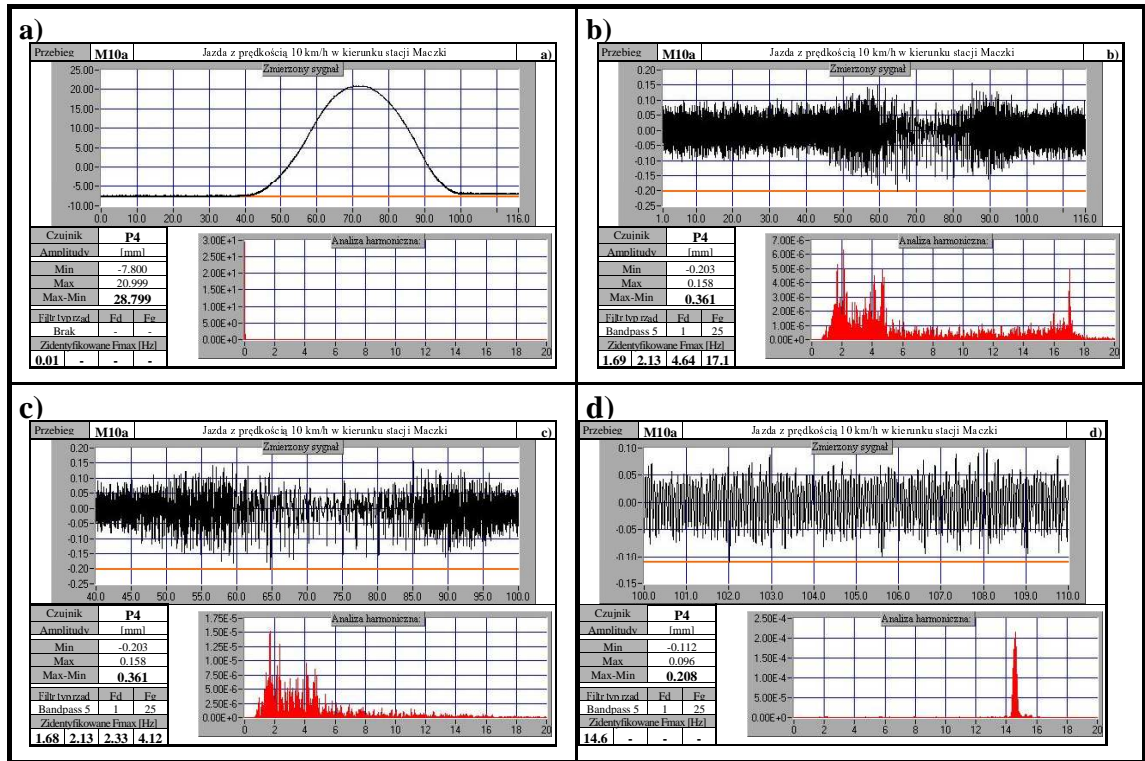 a)
Przebieg M10a Jazda z prędkością 10 km/h w kierunku stacji Maczki a)
Zmierzony sygnał
25.00
20.00
15.00
10.00
5.00
0.00
-5.00
-10.00
0.0 10.0 20.0 30.0 40.0 50.0 60.0 70.0 80.0 90.0 100.0 116.0
Czujnik P4
Amplitudy [mm]
Min -7.800
Max 20.999
Max-Min 28.799
Filtr typ rzad Fd Fg
Brak - -
Zidentyfikowane Fmax [Hz]
0.01 - - -
Analiza harmoniczna:
3.00E+1
2.50E+1
2.00E+1
1.50E+1
1.00E+1
5.00E+0
0.00E+0
0 2 4 6 8 10 12 14 16 18 20
b)
Przebieg M10a Jazda z prędkością 10 km/h w kierunku stacji Maczki b)
Zmierzony sygnał
0.20
0.15
0.10
0.05
0.00
-0.05
-0.10
-0.15
-0.20
-0.25
1.0 10.0 20.0 30.0 40.0 50.0 60.0 70.0 80.0 90.0 100.0 116.0
Czujnik P4
Amplitudy [mm]
Min -0.203
Max 0.158
Max-Min 0.361
Filtr typ rzad Fd Fg
Bandpass 5 1 25
Zidentyfikowane Fmax [Hz]
1.69 2.13 4.64 17.1
Analiza harmoniczna:
7.00E-6
6.00E-6
5.00E-6
4.00E-6
3.00E-6
2.00E-6
1.00E-6
0.00E+0
0 2 4 6 8 10 12 14 16 18 20
c)
Przebieg M10a Jazda z prędkością 10 km/h w kierunku stacji Maczki c)
Zmierzony sygnał
0.20
0.15
0.10
0.05
0.00
-0.05
-0.10
-0.15
-0.20
-0.25
40.0 45.0 50.0 55.0 60.0 65.0 70.0 75.0 80.0 85.0 90.0 95.0 100.0
Czujnik P4
Amplitudy [mm]
Min -0.203
Max 0.158
Max-Min 0.361
Filtr typ rzad Fd Fg
Bandpass 5 1 25
Zidentyfikowane Fmax [Hz]
1.68 2.13 2.33 4.12
Analiza harmoniczna:
1.75E-5
1.50E-5
1.25E-5
1.00E-5
7.50E-6
5.00E-6
2.50E-6
0.00E+0
0 2 4 6 8 10 12 14 16 18 20
d)
Przebieg M10a Jazda z prędkością 10 km/h w kierunku stacji Maczki d)
Zmierzony sygnał
0.10
0.05
0.00
-0.05
-0.10
-0.15
100.0 101.0 102.0 103.0 104.0 105.0 106.0 107.0 108.0 109.0 110.0
Czujnik P4
Amplitudy [mm]
Min -0.112
Max 0.096
Max-Min 0.208
Filtr typ rzad Fd Fg
Bandpass 5 1 25
Zidentyfikowane Fmax [Hz]
14.6 - - -
Analiza harmoniczna:
2.50E-4
2.00E-4
1.50E-4
1.00E-4
5.00E-5
0.00E+0
0 2 4 6 8 10 12 14 16 18 20